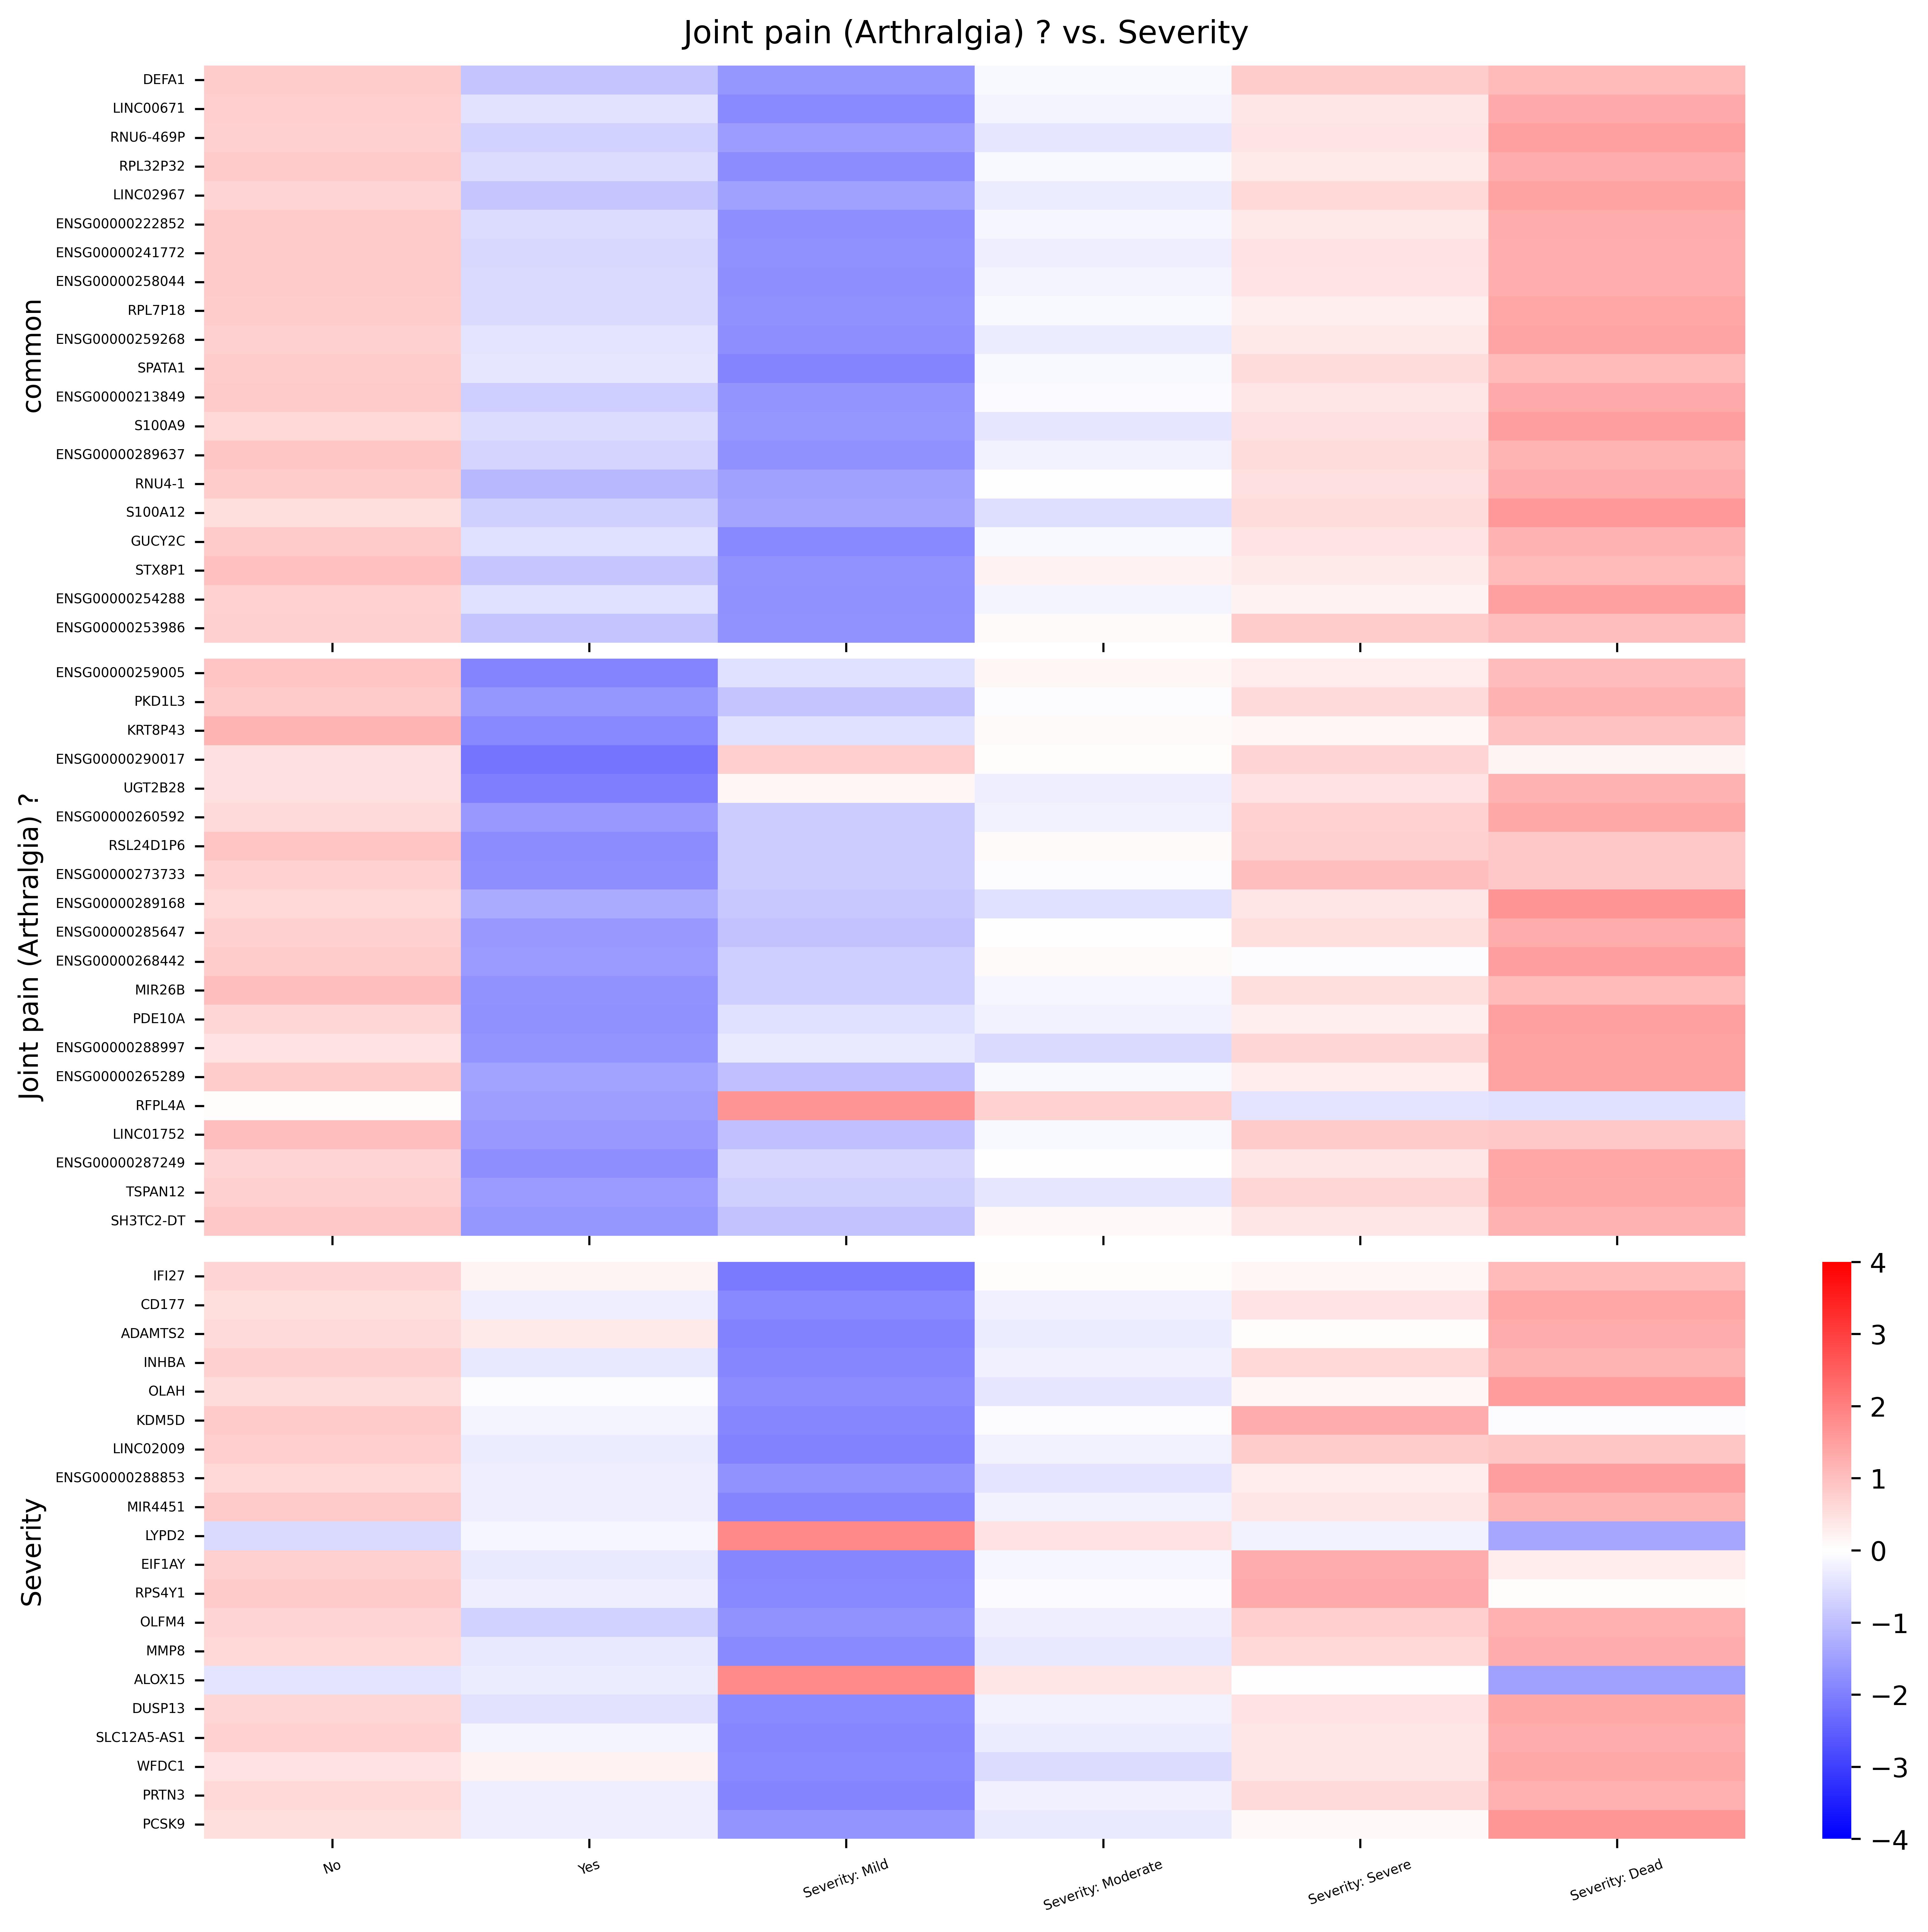 Joint pain (Arthralgia) ? vs. Severity
common
DEFA1
LINC00671
RNU6-469P
RPL32P32
LINC02967
ENSG00000222852
ENSG00000241772
ENSG00000258044
RPL7P18
ENSG00000259268
SPATA1
ENSG00000213849
S100A9
ENSG00000289637
RNU4-1
S100A12
GUCY2C
STX8P1
ENSG00000254288
ENSG00000253986
Joint pain (Arthralgia) ?
ENSG00000259005
PKD1L3
KRT8P43
ENSG00000290017
UGT2B28
ENSG00000260592
RSL24D1P6
ENSG00000273733
ENSG00000289168
ENSG00000285647
ENSG00000268442
MIR26B
PDE10A
ENSG00000288997
ENSG00000265289
RFPL4A
LINC01752
ENSG00000287249
TSPAN12
SH3TC2-DT
Severity
IFI27
CD177
ADAMTS2
INHBA
OLAH
KDM5D
LINC02009
ENSG00000288853
MIR4451
LYPD2
EIF1AY
RPS4Y1
OLFM4
MMP8
ALOX15
DUSP13
SLC12A5-AS1
WFDC1
PRTN3
PCSK9
No
Yes
Severity: Mild
Severity: Moderate
Severity: Severe
Severity: Dead
4
3
2
1
0
−1
−2
−3
−4